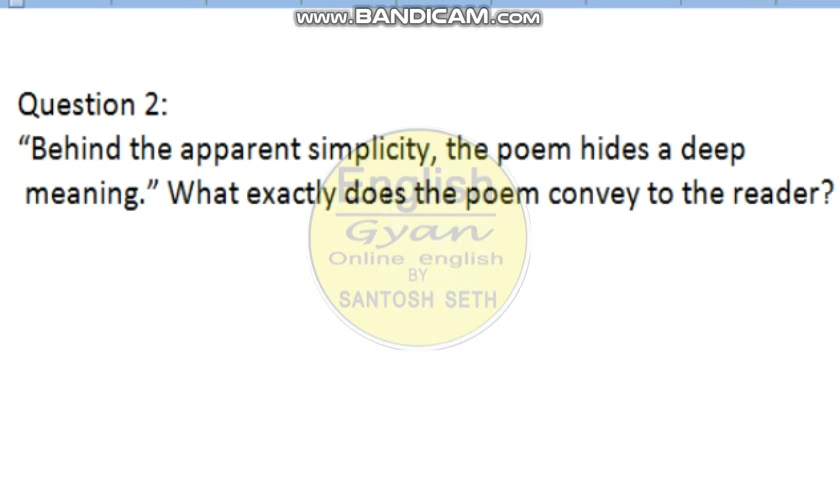 www.BANDICAM.com
Question 2:
“Behind the apparent simplicity, the poem hides a deep
meaning.” What exactly does the poem convey to the reader?
English
Gyan
Online english
BY
SANTOSH SETH